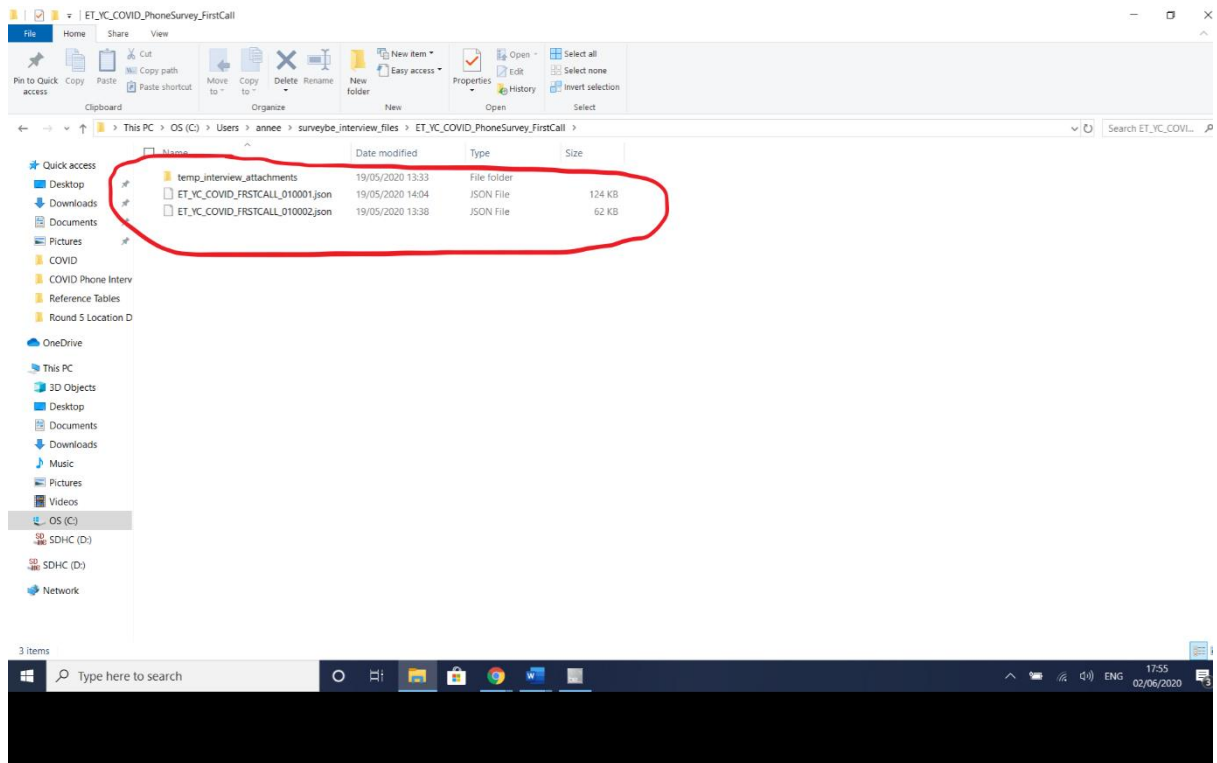 ET_YC_COVID_PhoneSurvey_FirstCall
File Home Share View
Pin to Quick access
Copy
Paste
Cut
Copy path
Paste shortcut
Move to
Copy to
Delete
Rename
New folder
New item
Easy access
Properties
Open
Edit
History
Select all
Select none
Invert selection
Clipboard Organize New Open Select
This PC > OS (C:) > Users > annee > surveybe_interview_files > ET_YC_COVID_PhoneSurvey_FirstCall >
Search ET_YC_COVI...
Name Date modified Type Size
temp_interview_attachments 19/05/2020 13:33 File folder
ET_YC_COVID_FRSTCALL_010001.json 19/05/2020 14:04 JSON File 124 KB
ET_YC_COVID_FRSTCALL_010002.json 19/05/2020 13:38 JSON File 62 KB
Quick access
Desktop
Downloads
Documents
Pictures
COVID
COVID Phone Interv
Reference Tables
Round 5 Location D
OneDrive
This PC
3D Objects
Desktop
Documents
Downloads
Music
Pictures
Videos
OS (C:)
SDHC (D:)
SDHC (D:)
Network
3 items
Type here to search
ENG
17:55
02/06/2020
3